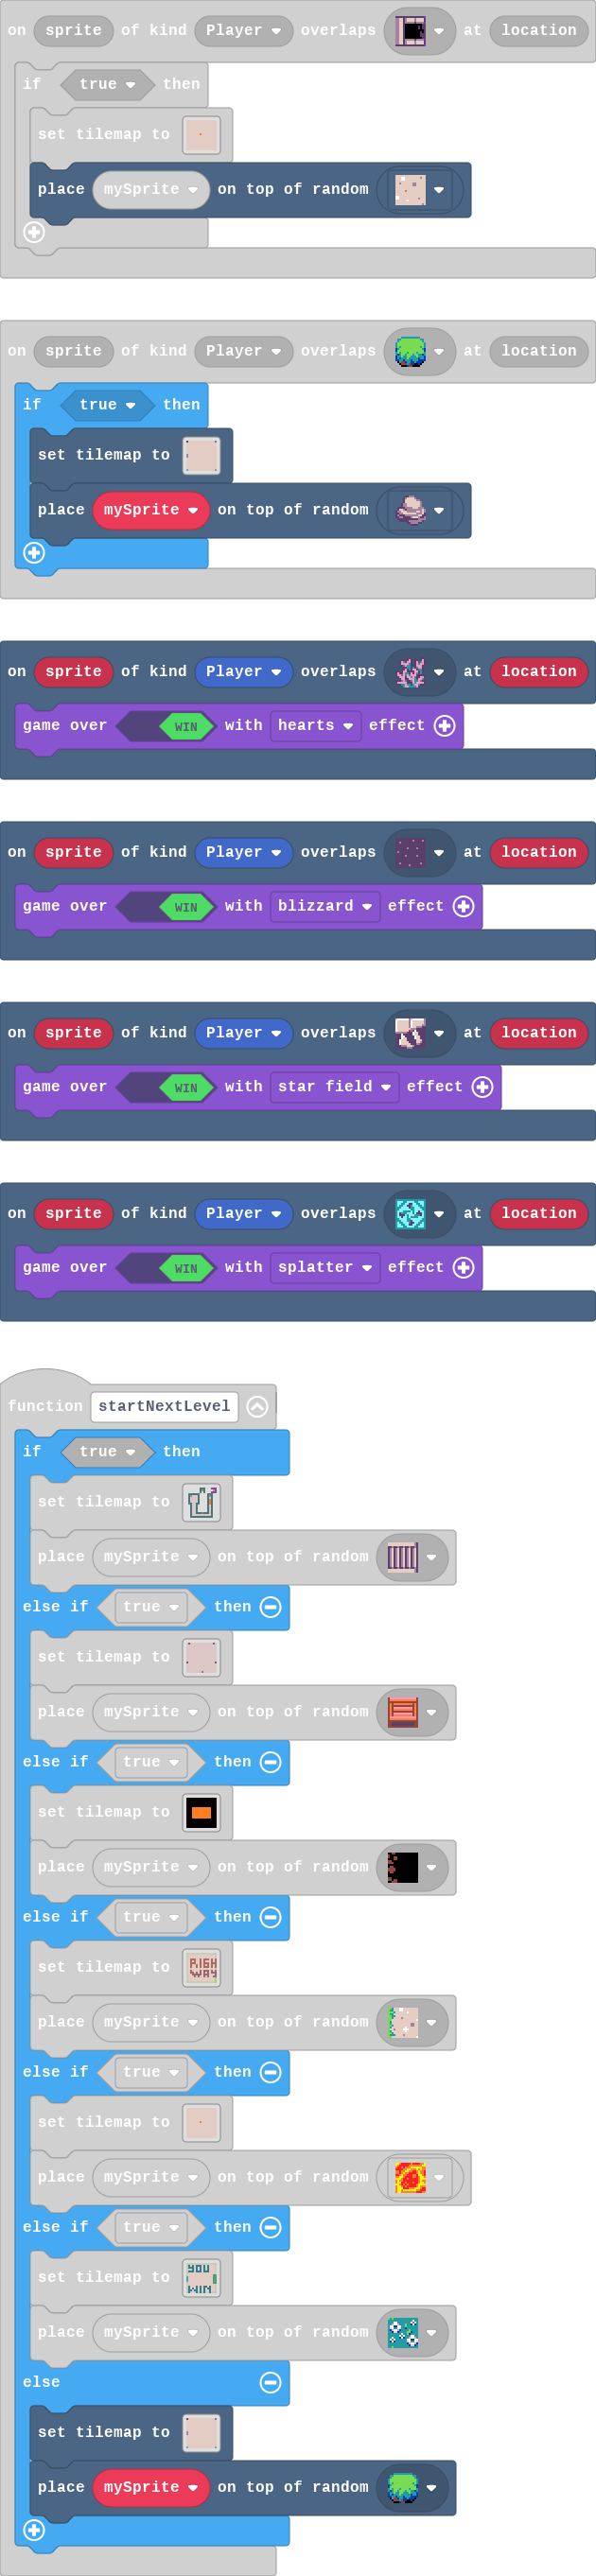 on sprite of kind Player overlaps at location
if true then
set tilemap to
place mySprite on top of random
on sprite of kind Player overlaps at location
if true then
set tilemap to
place mySprite on top of random
on sprite of kind Player overlaps at location
game over WIN with hearts effect
on sprite of kind Player overlaps at location
game over WIN with blizzard effect
on sprite of kind Player overlaps at location
game over WIN with star field effect
on sprite of kind Player overlaps at location
game over WIN with splatter effect
function startNextLevel
if true then
set tilemap to
place mySprite on top of random
else if true then
set tilemap to
place mySprite on top of random
else if true then
set tilemap to
place mySprite on top of random
else if true then
set tilemap to
place mySprite on top of random
else if true then
set tilemap to
place mySprite on top of random
else if true then
set tilemap to YOU WIN
place mySprite on top of random
else
set tilemap to
place mySprite on top of random